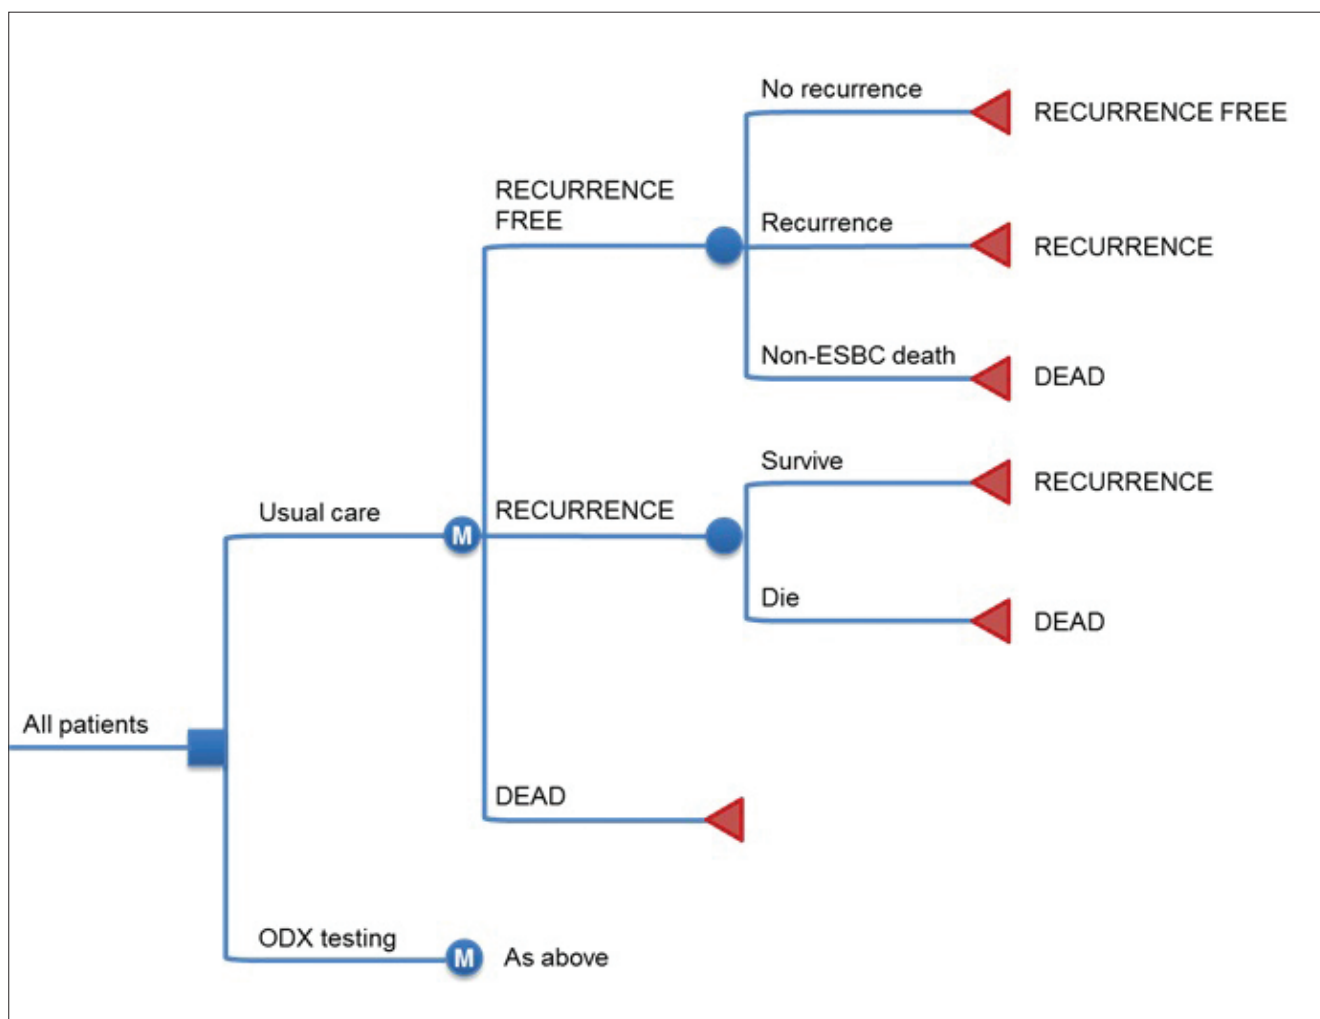 No recurrence
RECURRENCE FREE
RECURRENCE
FREE
Recurrence
RECURRENCE
Non-ESBC death
DEAD
Survive
RECURRENCE
Usual care
M
RECURRENCE
Die
DEAD
All patients
DEAD
ODX testing
M
As above